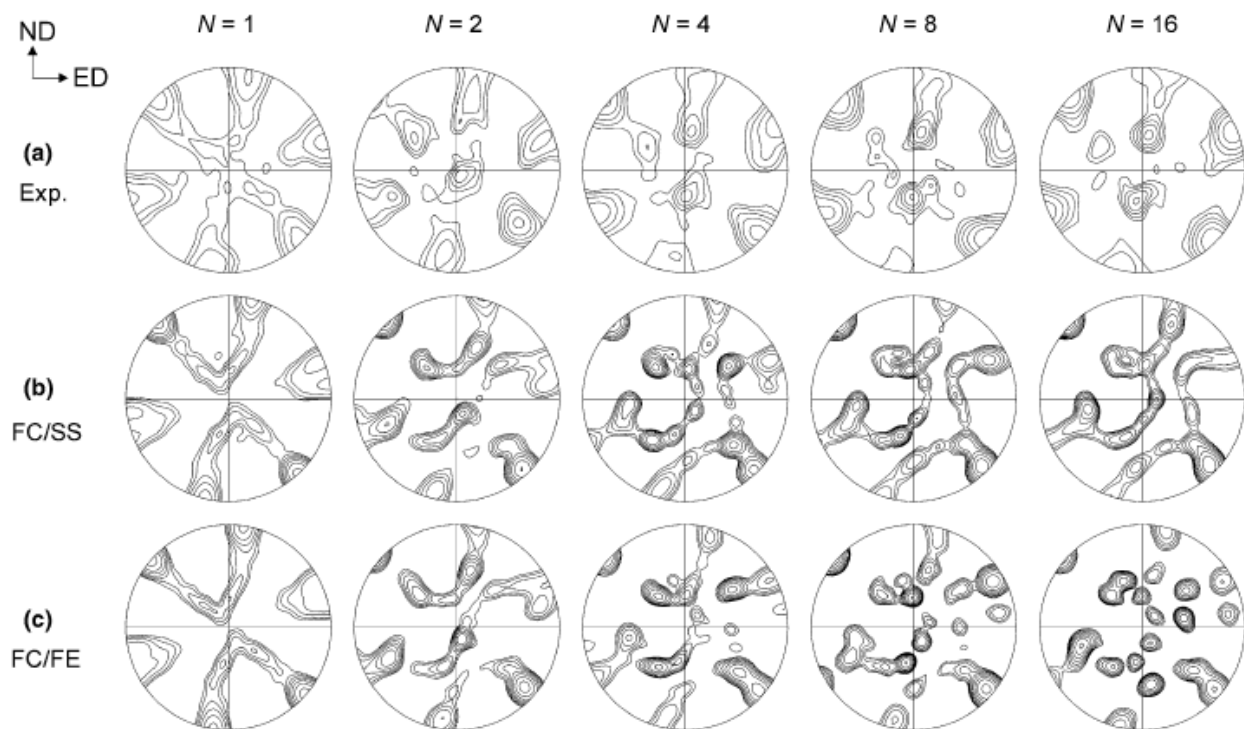 N = 1 N = 2 N = 4 N = 8 N = 16
ND
ED
(a)
Exp.
(b)
FC/SS
(c)
FC/FE